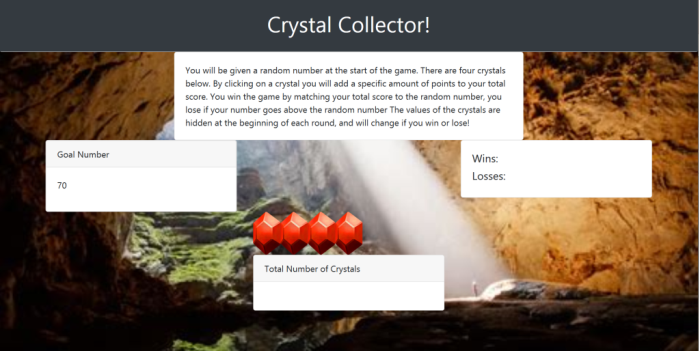 Crystal Collector!
You will be given a random number at the start of the game. There are four crystals
below. By clicking on a crystal you will add a specific amount of points to your total
score. You win the game by matching your total score to the random number, you
lose if your number goes above the random number The values of the crystals are
hidden at the beginning of each round, and will change if you win or lose!
Goal Number
70
Wins:
Losses:
Total Number of Crystals